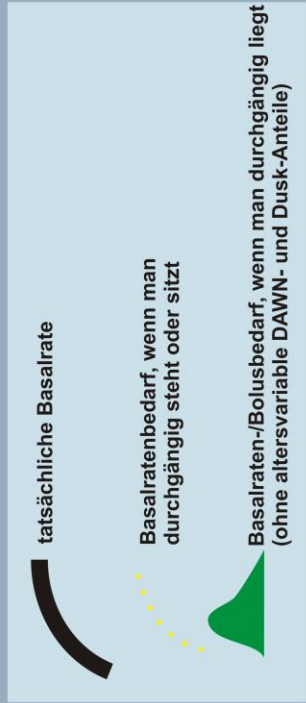 tatsächliche Basalrate
Basalratenbedarf, wenn man
durchgängig steht oder sitzt
Basalraten-/Bolusbedarf, wenn man durchgängig liegt
(ohne altersvariable DAWN- und Dusk-Anteile)